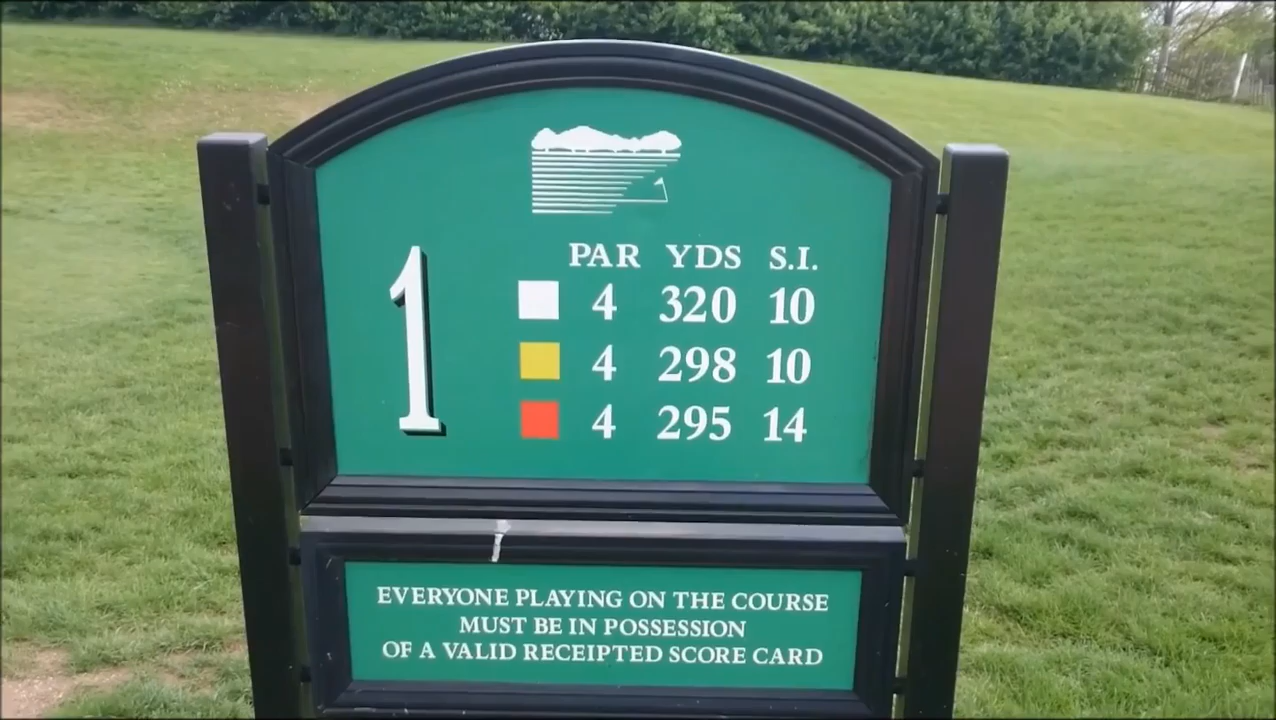 1
PAR YDS S.I.
4 320 10
4 298 10
4 295 14
EVERYONE PLAYING ON THE COURSE
MUST BE IN POSSESSION
OF A VALID RECEIPTED SCORE CARD